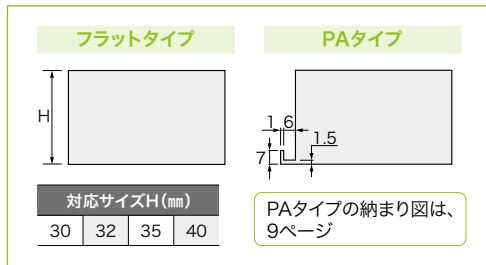 フラットタイプ
PAタイプ
H
1 6
1.5
7
対応サイズH(㎜)
30 32 35 40
PAタイプの納まり図は、
9ページ